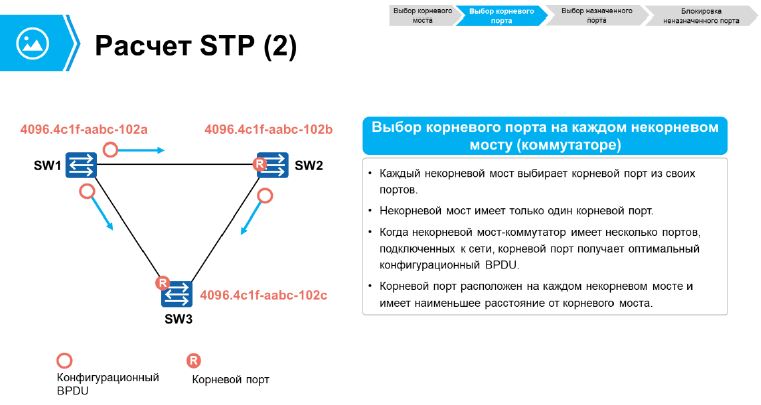 Выбор корневого
моста
Выбор корневого
порта
Выбор назначенного
порта
Блокировка
неназначенного порта
Расчет STP (2)
4096.4c1f-aabc-102a
4096.4c1f-aabc-102b
SW1
R
SW2
R
4096.4c1f-aabc-102c
SW3
Конфигурационный
BPDU
R
Корневой порт
Выбор корневого порта на каждом некорневом
мосту (коммутаторе)
• Каждый некорневой мост выбирает корневой порт из своих
портов.
• Некорневой мост имеет только один корневой порт.
• Когда некорневой мост-коммутатор имеет несколько портов,
подключенных к сети, корневой порт получает оптимальный
конфигурационный BPDU.
• Корневой порт расположен на каждом некорневом мосте и
имеет наименьшее расстояние от корневого моста.